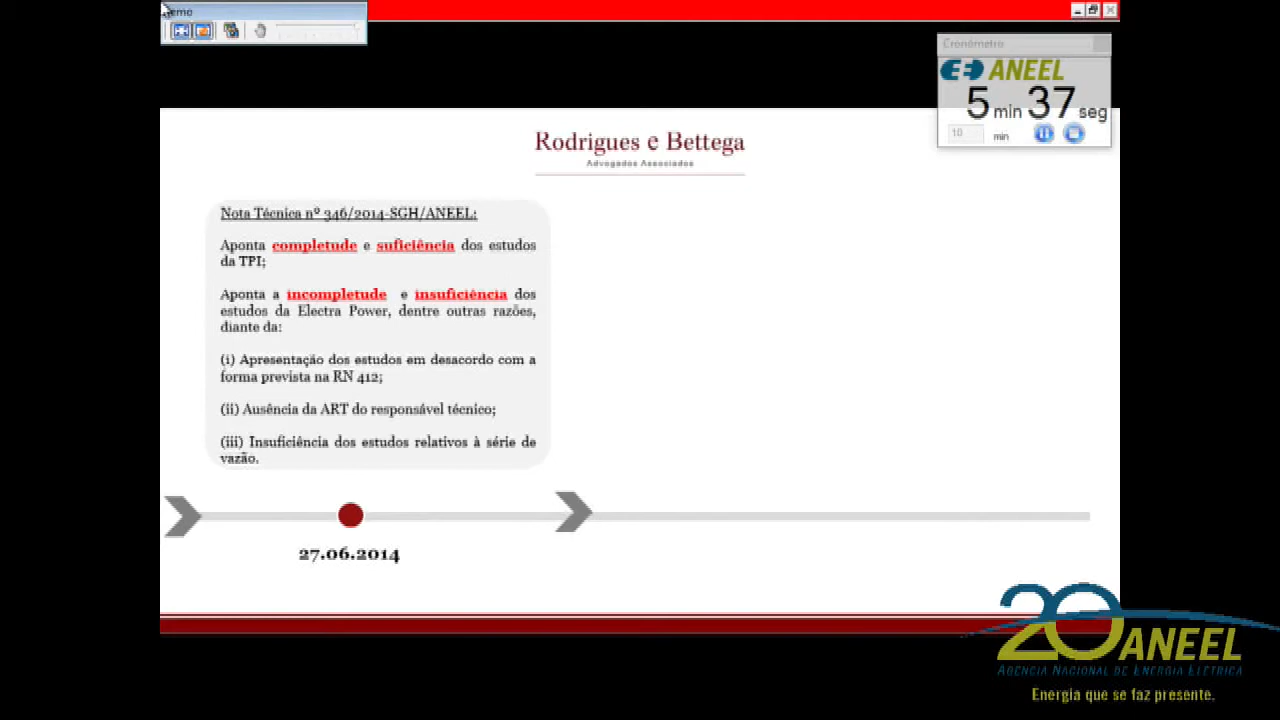 emo
Cronômetro
ANEEL
5 min 37 seg
10 min
Rodrigues e Bettega
Advogados Associados
Nota Técnica nº 346/2014-SGH/ANEEL:
Aponta completude e suficiência dos estudos
da TPI;
Aponta a incompletude e insuficiência dos
estudos da Electra Power, dentre outras razões,
diante da:
(i) Apresentação dos estudos em desacordo com a
forma prevista na RN 412;
(ii) Ausência da ART do responsável técnico;
(iii) Insuficiência dos estudos relativos à série de
vazão.
27.06.2014
20 ANEEL
AGÊNCIA NACIONAL DE ENERGIA ELÉTRICA
Energia que se faz presente.